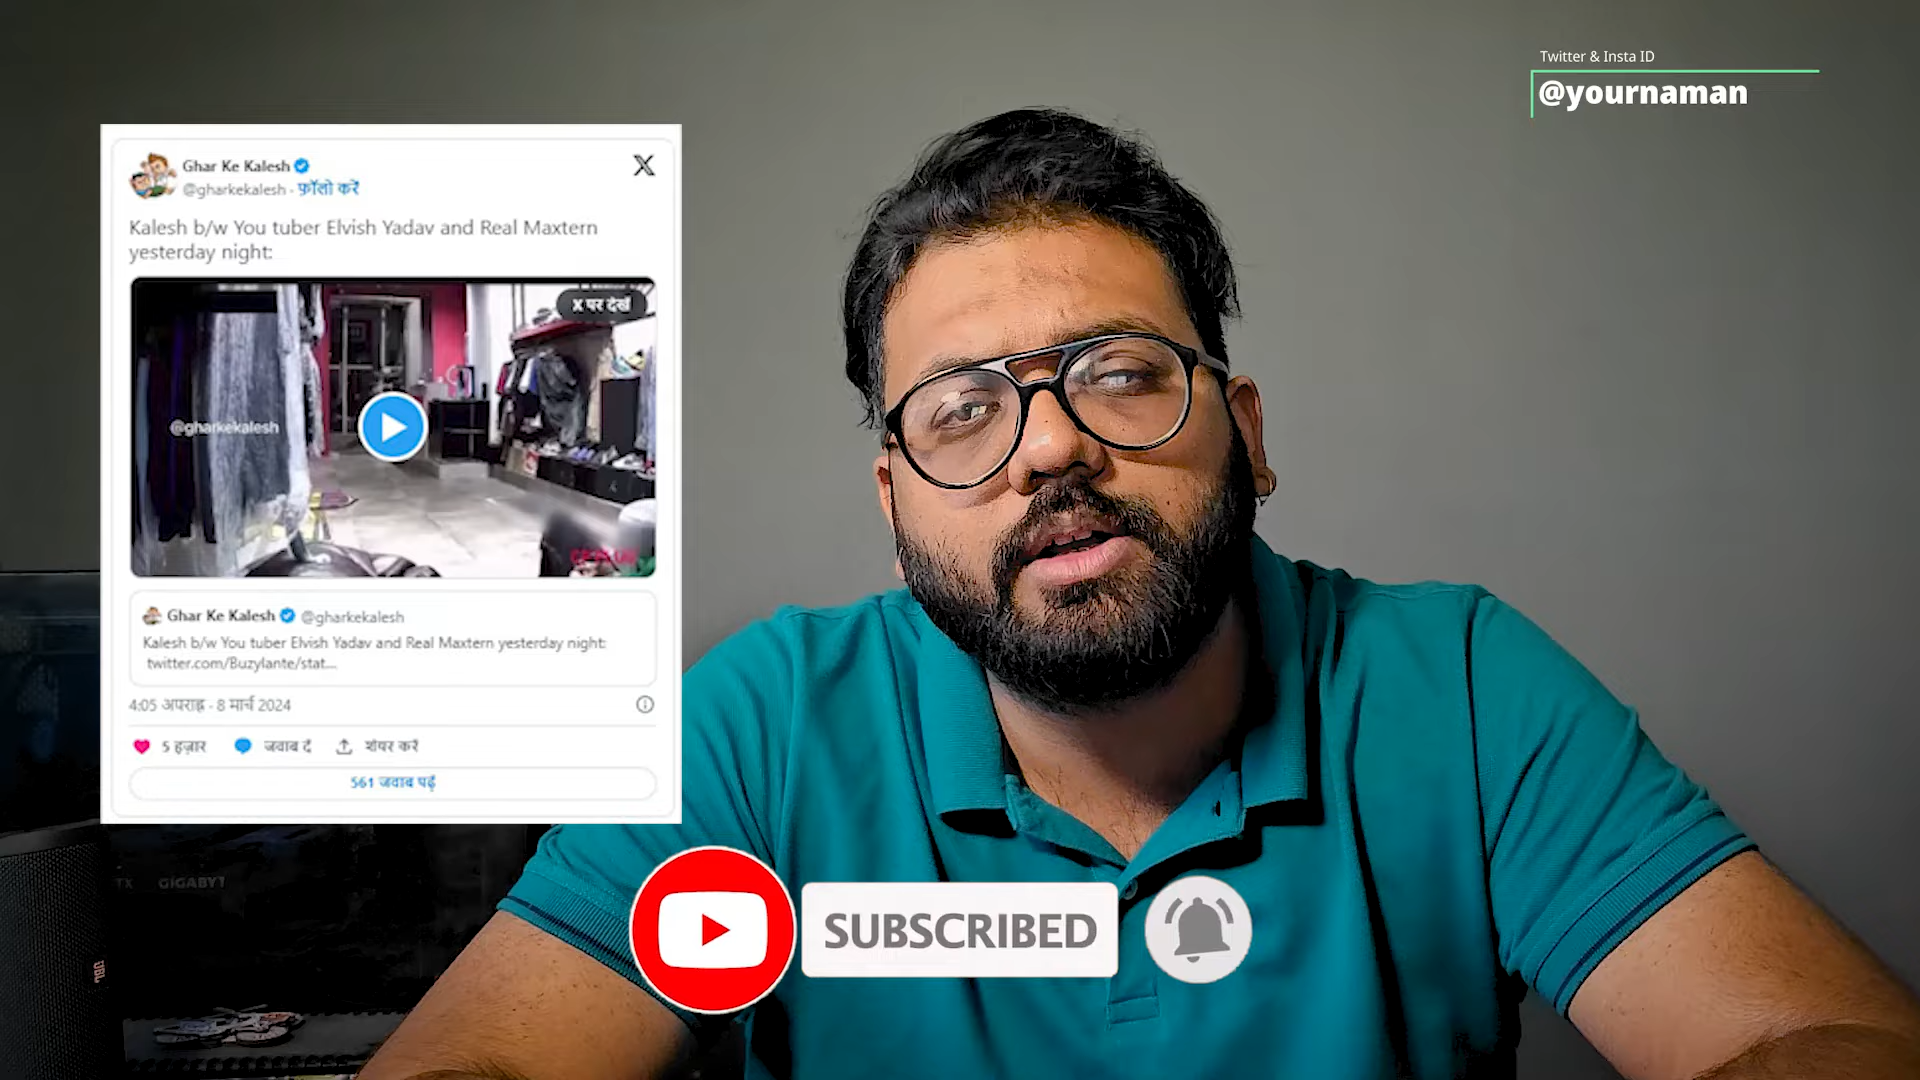 Twitter & Insta ID
@yournaman
Ghar Ke Kalesh
@gharkekalesh · फ़ॉलो करें
Kalesh b/w You tuber Elvish Yadav and Real Maxtern
yesterday night:
X पर देखें
@gharkekalesh
Ghar Ke Kalesh @gharkekalesh
Kalesh b/w You tuber Elvish Yadav and Real Maxtern yesterday night:
twitter.com/Buzylante/stat...
4:05 अपराह्न · 8 मार्च 2024
5 हज़ार जवाब दें शेयर करें
561 जवाब पढ़ें
GIGABYT
JBL
SUBSCRIBED